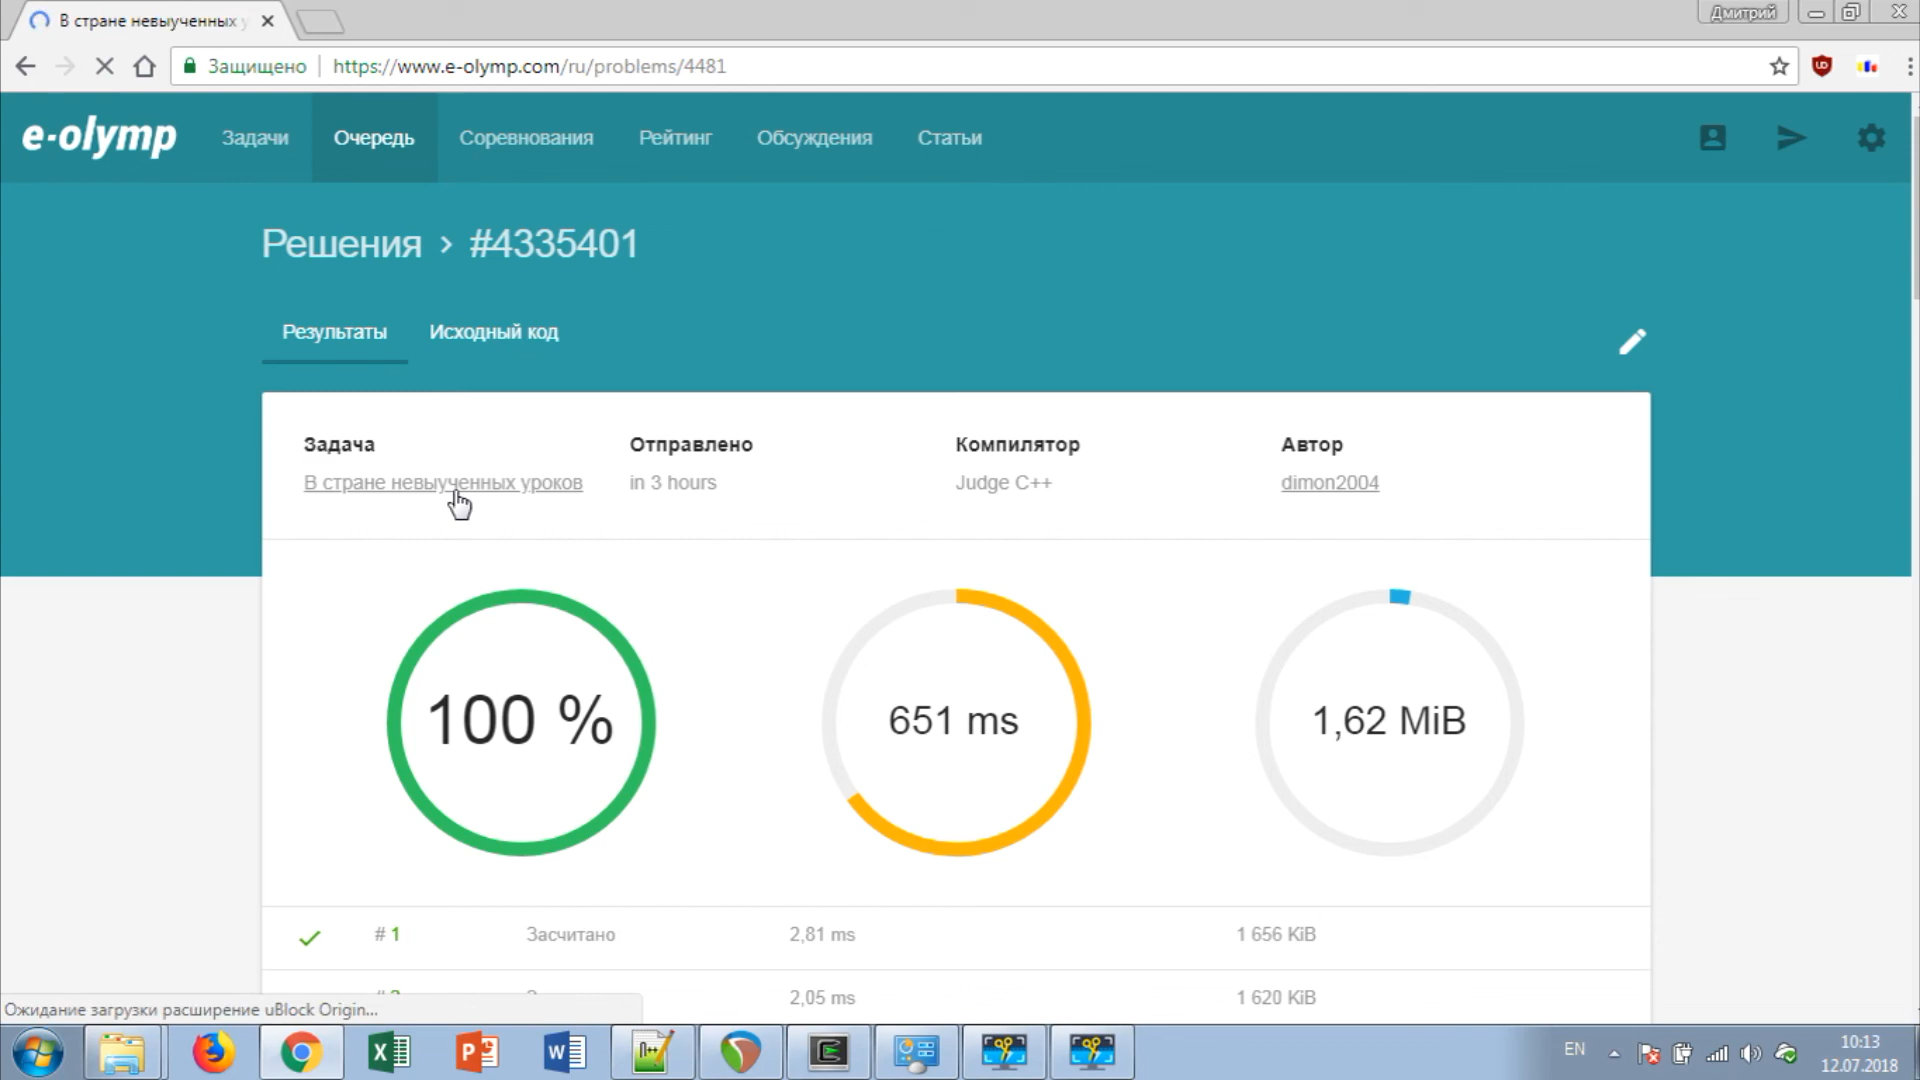 В стране невыученных у
Дмитрий
Защищено
https://www.e-olymp.com/ru/problems/4481
e-olymp
Задачи
Очередь
Соревнования
Рейтинг
Обсуждения
Статьи
Решения › #4335401
Результаты
Исходный код
Задача
Отправлено
Компилятор
Автор
В стране невыученных уроков
in 3 hours
Judge C++
dimon2004
100 %
651 ms
1,62 MiB
# 1
Засчитано
2,81 ms
1 656 KiB
2,05 ms
1 620 KiB
Ожидание загрузки расширение uBlock Origin...
EN
10:13
12.07.2018